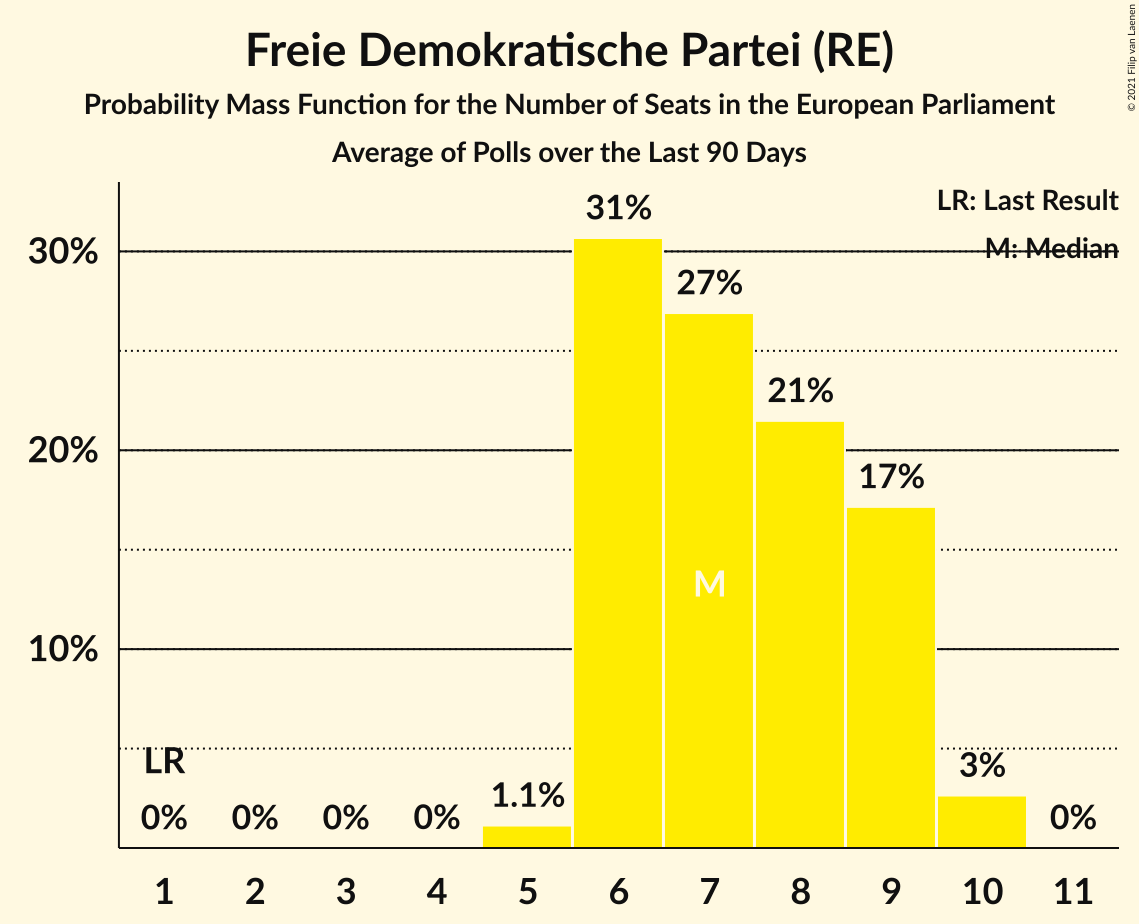 Freie Demokratische Partei (RE)
Probability Mass Function for the Number of Seats in the European Parliament
Average of Polls over the Last 90 Days
© 2021 Filip van Laenen
LR: Last Result
M: Median
30%
20%
10%
31%
27%
21%
17%
M
LR
0%
0%
0%
0%
1.1%
3%
0%
1 2 3 4 5 6 7 8 9 10 11